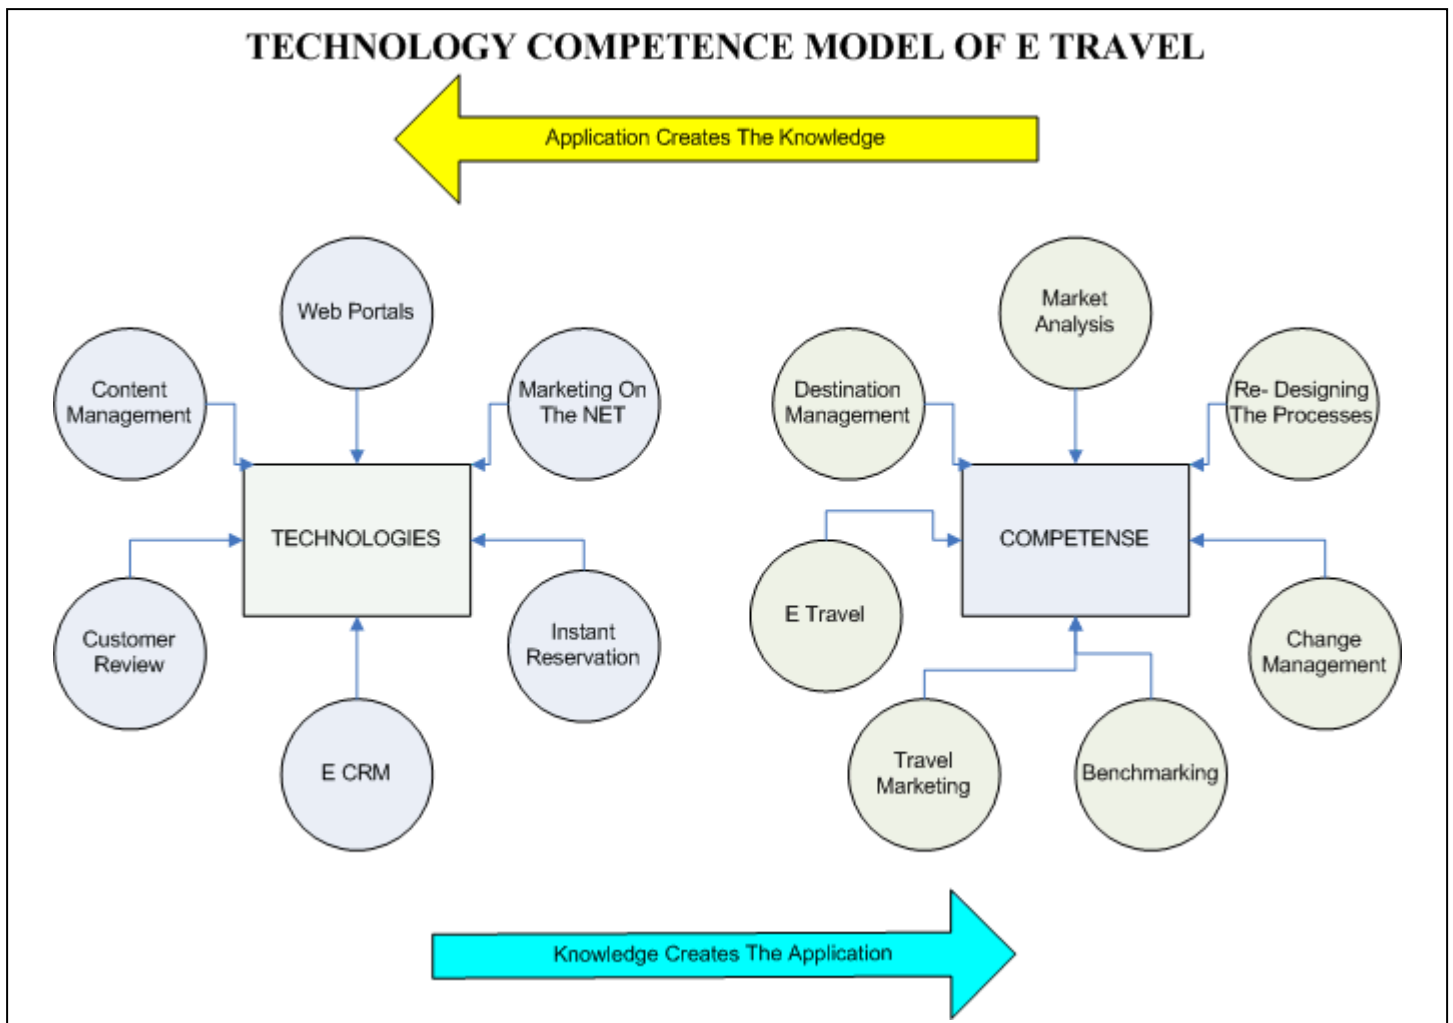 TECHNOLOGY COMPETENCE MODEL OF E TRAVEL
Application Creates The Knowledge
Web Portals
Content
Management
Marketing On
The NET
TECHNOLOGIES
Customer
Review
Instant
Reservation
E CRM
Market
Analysis
Destination
Management
Re- Designing
The Processes
COMPETENSE
E Travel
Change
Management
Travel
Marketing
Benchmarking
Knowledge Creates The Application